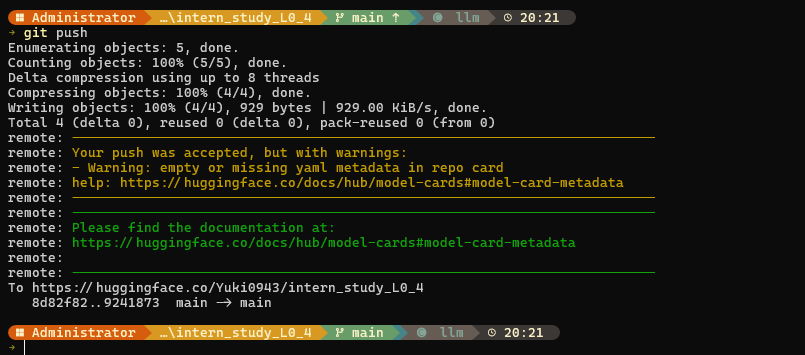 Administrator …\intern_study_L0_4 main ↑ llm 20:21
→ git push
Enumerating objects: 5, done.
Counting objects: 100% (5/5), done.
Delta compression using up to 8 threads
Compressing objects: 100% (4/4), done.
Writing objects: 100% (4/4), 929 bytes | 929.00 KiB/s, done.
Total 4 (delta 0), reused 0 (delta 0), pack-reused 0 (from 0)
remote: ----------------------------------------------------------
remote: Your push was accepted, but with warnings:
remote: - Warning: empty or missing yaml metadata in repo card
remote: help: https://huggingface.co/docs/hub/model-cards#model-card-metadata
remote: ----------------------------------------------------------
remote: ----------------------------------------------------------
remote: Please find the documentation at:
remote: https://huggingface.co/docs/hub/model-cards#model-card-metadata
remote:
remote: ----------------------------------------------------------
To https://huggingface.co/Yuki0943/intern_study_L0_4
8d82f82..9241873 main -> main
Administrator …\intern_study_L0_4 main llm 20:21
→